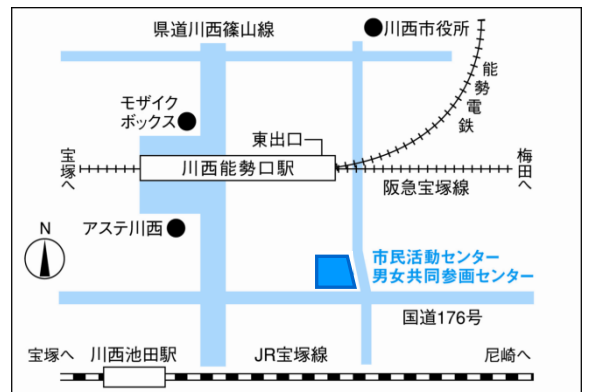 県道川西篠山線
川西市役所
能勢電鉄
モザイク
ボックス
東出口
宝塚へ
川西能勢口駅
梅田へ
阪急宝塚線
アステ川西
N
市民活動センター
男女共同参画センター
国道176号
宝塚へ
川西池田駅
JR宝塚線
尼崎へ